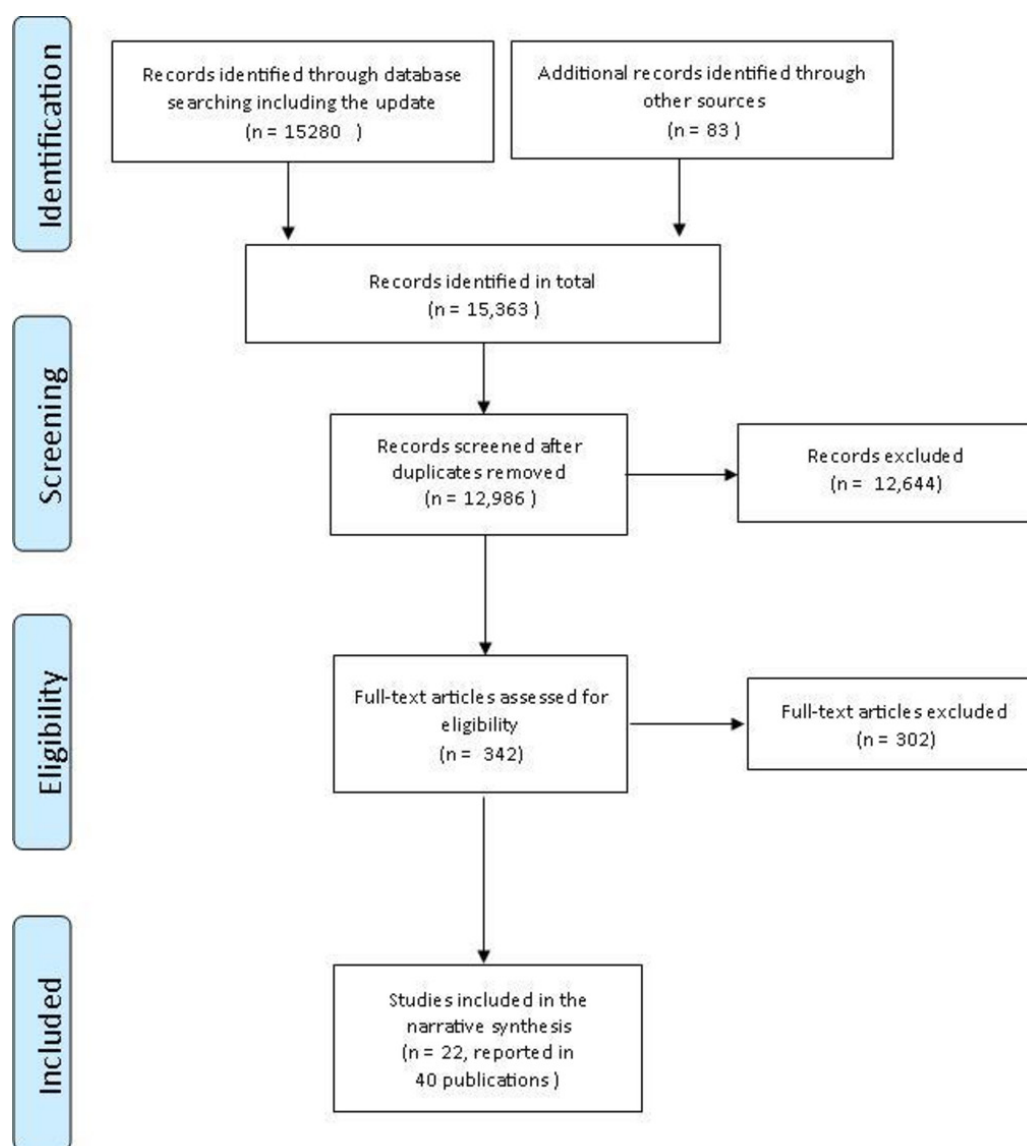 Identification
Records identified through database
searching including the update
(n = 15280   )
Additional records identified through
other sources
(n = 83 )
Records identified in total
(n = 15,363 )
Screening
Records screened after
duplicates removed
(n = 12,986 )
Records excluded
(n =  12,644)
Eligibility
Full-text articles assessed for
eligibility
(n =  342)
Full-text articles excluded
(n = 302)
Included
Studies included in the
narrative synthesis
(n = 22, reported in
40 publications )